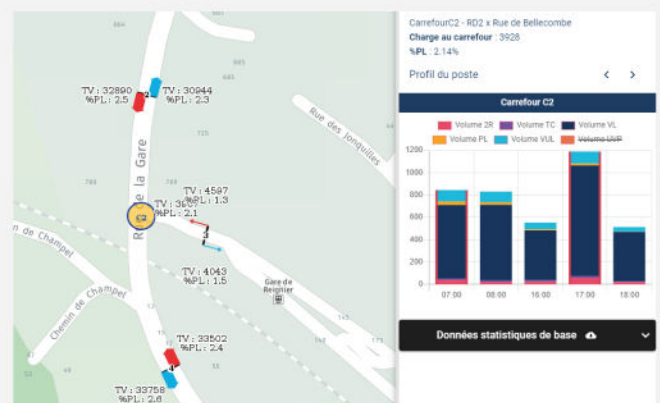 CarrefourC2 - RD2 x Rue de Bellecombe
Charge au carrefour : 3928
%PL : 2.14%
Profil du poste
Carrefour C2
Volume 2R
Volume TC
Volume VL
Volume PL
Volume VUL
Volume UVP
1200
1000
800
600
400
200
0
07:00
08:00
16:00
17:00
18:00
Données statistiques de base
TV : 32890
%PL : 2.5
2
TV : 30944
%PL : 2.3
Rue des Jonquilles
la Gare
TV : 4597
%PL : 1.3
%PL : 2.1
C2
3
TV : 4043
%PL : 1.5
Gare de
Reignier
de Champel
Chemin de Champel
TV : 33502
%PL : 2.4
4
TV : 33758
%PL : 2.6